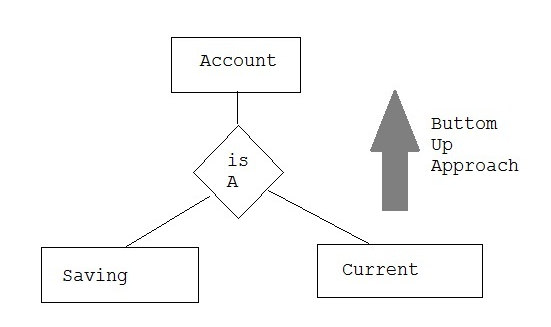 Account
is
A
Buttom
Up
Approach
Saving
Current